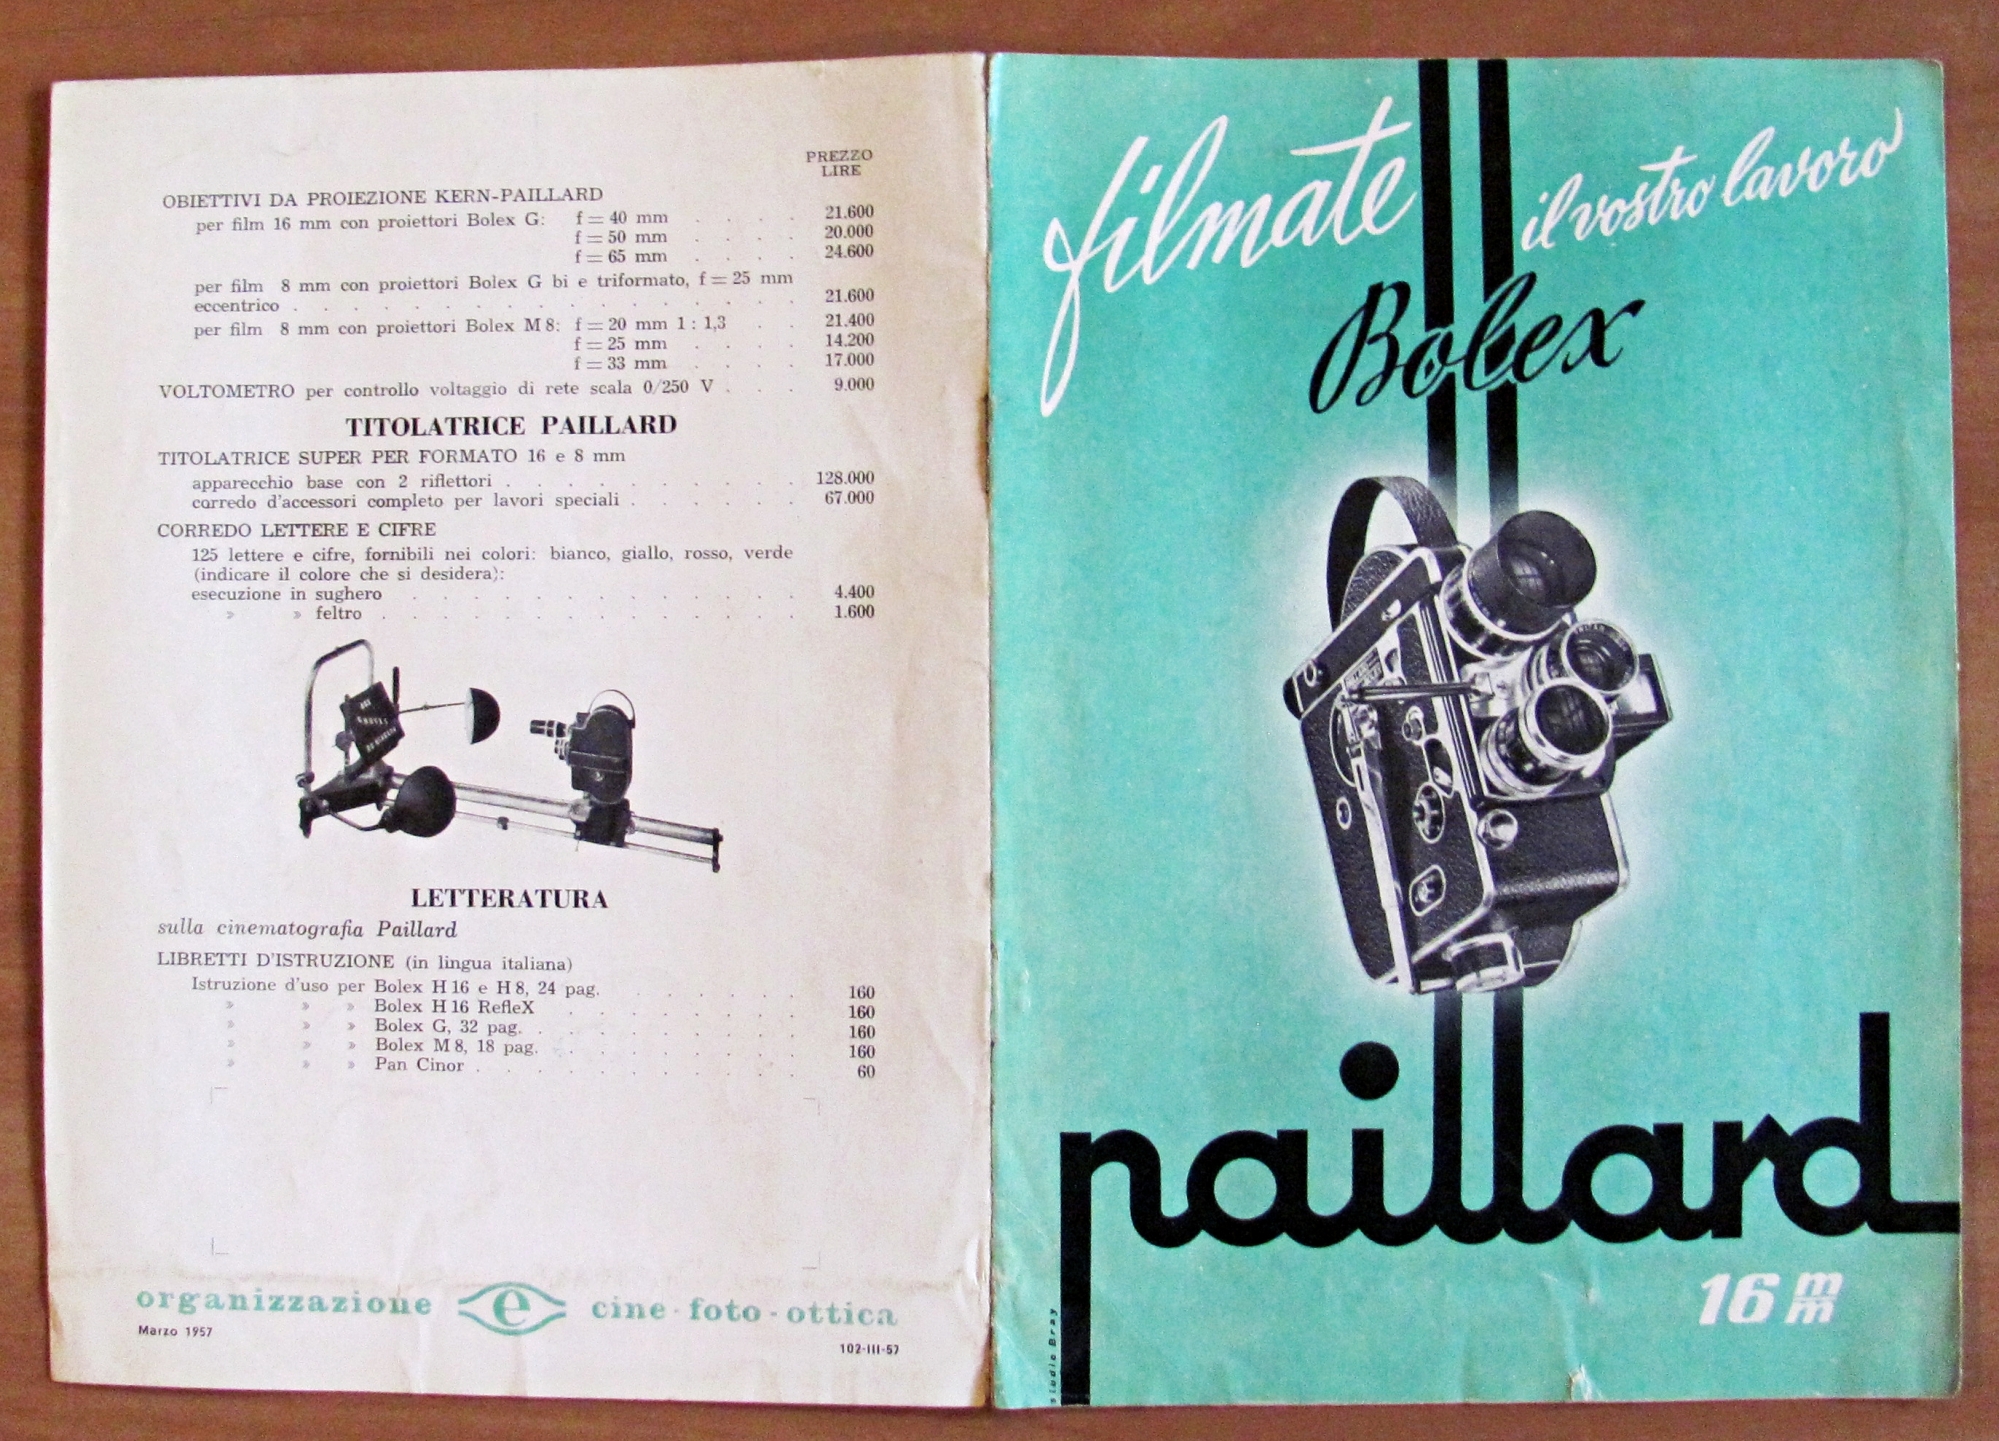 PREZZO
LIRE
OBIETTIVI DA PROIEZIONE KERN-PAILLARD
per film 16 mm con proiettori Bolex G: f = 40 mm . . . . 21.600
f = 50 mm . . . . 20.000
f = 65 mm . . . . 24.600
per film 8 mm con proiettori Bolex G bi e triformato, f = 25 mm
eccentrico . . . . . . . . . . . . . . 21.600
per film 8 mm con proiettori Bolex M 8: f = 20 mm 1 : 1,3 . . 21.400
f = 25 mm . . . . 14.200
f = 33 mm . . . . 17.000
VOLTOMETRO per controllo voltaggio di rete scala 0/250 V . . . 9.000
TITOLATRICE PAILLARD
TITOLATRICE SUPER PER FORMATO 16 e 8 mm
apparecchio base con 2 riflettori . . . . . . . . . . 128.000
corredo d'accessori completo per lavori speciali . . . . . . 67.000
CORREDO LETTERE E CIFRE
125 lettere e cifre, fornibili nei colori: bianco, giallo, rosso, verde
(indicare il colore che si desidera):
esecuzione in sughero . . . . . . . . . . . . . 4.400
» » feltro . . . . . . . . . . . . . . 1.600
LETTERATURA
sulla cinematografia Paillard
LIBRETTI D'ISTRUZIONE (in lingua italiana)
Istruzione d'uso per Bolex H 16 e H 8, 24 pag. . . . . . . 160
» » » Bolex H 16 RefleX . . . . . . . . 160
» » » Bolex G, 32 pag. . . . . . . . . . 160
» » » Bolex M 8, 18 pag. . . . . . . . . 160
» » » Pan Cinor . . . . . . . . . . . 60
organizzazione e cine - foto - ottica
Marzo 1957
102-III-57
filmate il vostro lavoro
Bolex
paillard
16 m/m
studio Bray